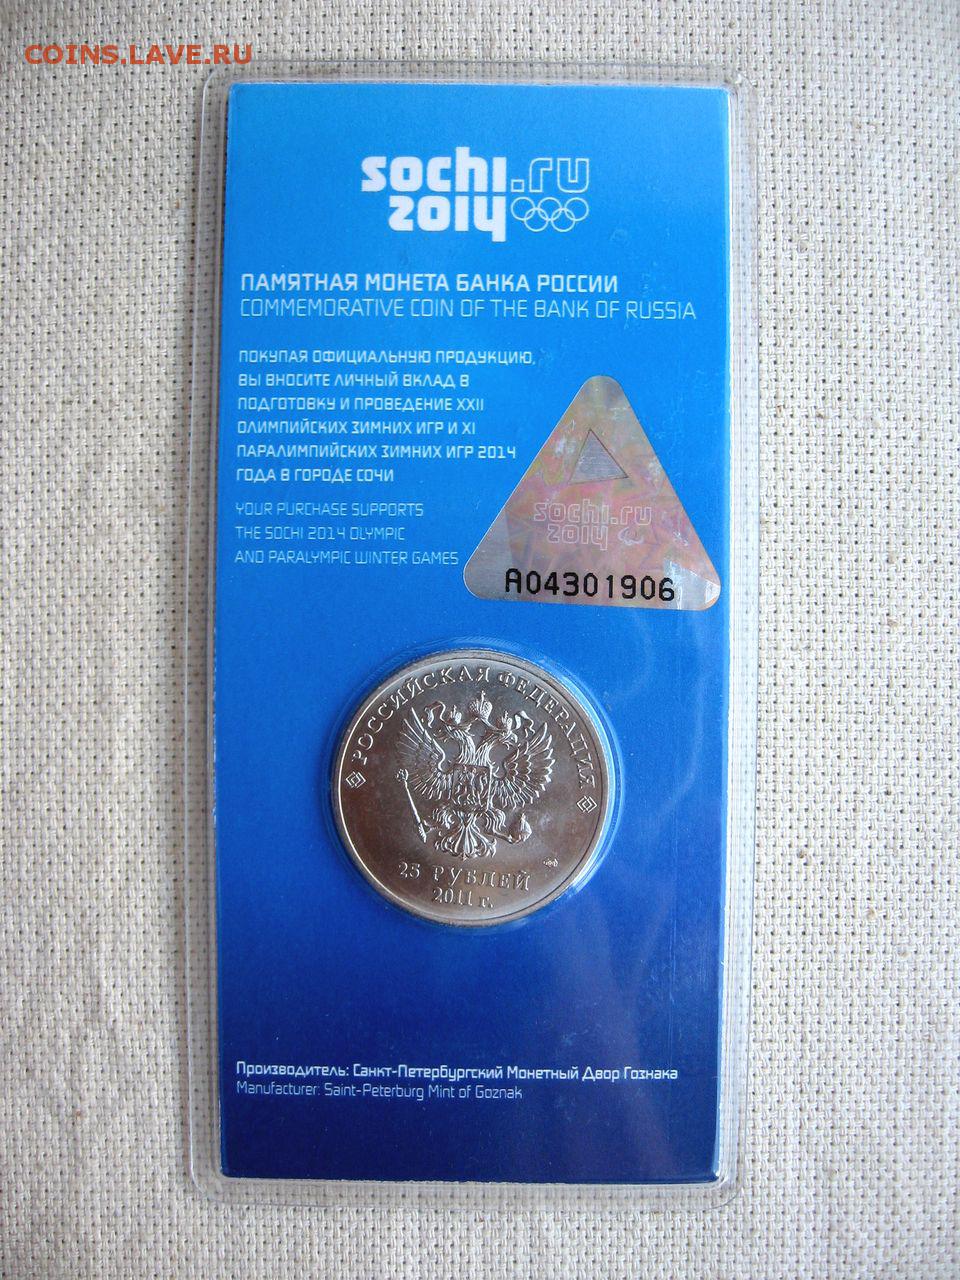 COINS.LAVE.RU
sochi.ru
2014
ПАМЯТНАЯ МОНЕТА БАНКА РОССИИ
COMMEMORATIVE COIN OF THE BANK OF RUSSIA
ПОКУПАЯ ОФИЦИАЛЬНУЮ ПРОДУКЦИЮ,
ВЫ ВНОСИТЕ ЛИЧНЫЙ ВКЛАД В
ПОДГОТОВКУ И ПРОВЕДЕНИЕ XXII
ОЛИМПИЙСКИХ ЗИМНИХ ИГР И XI
ПАРАЛИМПИЙСКИХ ЗИМНИХ ИГР 2014
ГОДА В ГОРОДЕ СОЧИ
YOUR PURCHASE SUPPORTS
THE SOCHI 2014 OLYMPIC
AND PARALYMPIC WINTER GAMES
sochi.ru
2014
A04301906
РОССИЙСКАЯ ФЕДЕРАЦИЯ
25 РУБЛЕЙ
2011 г.
Производитель: Санкт-Петербургский Монетный Двор Гознака
Manufacturer: Saint-Peterburg Mint of Goznak